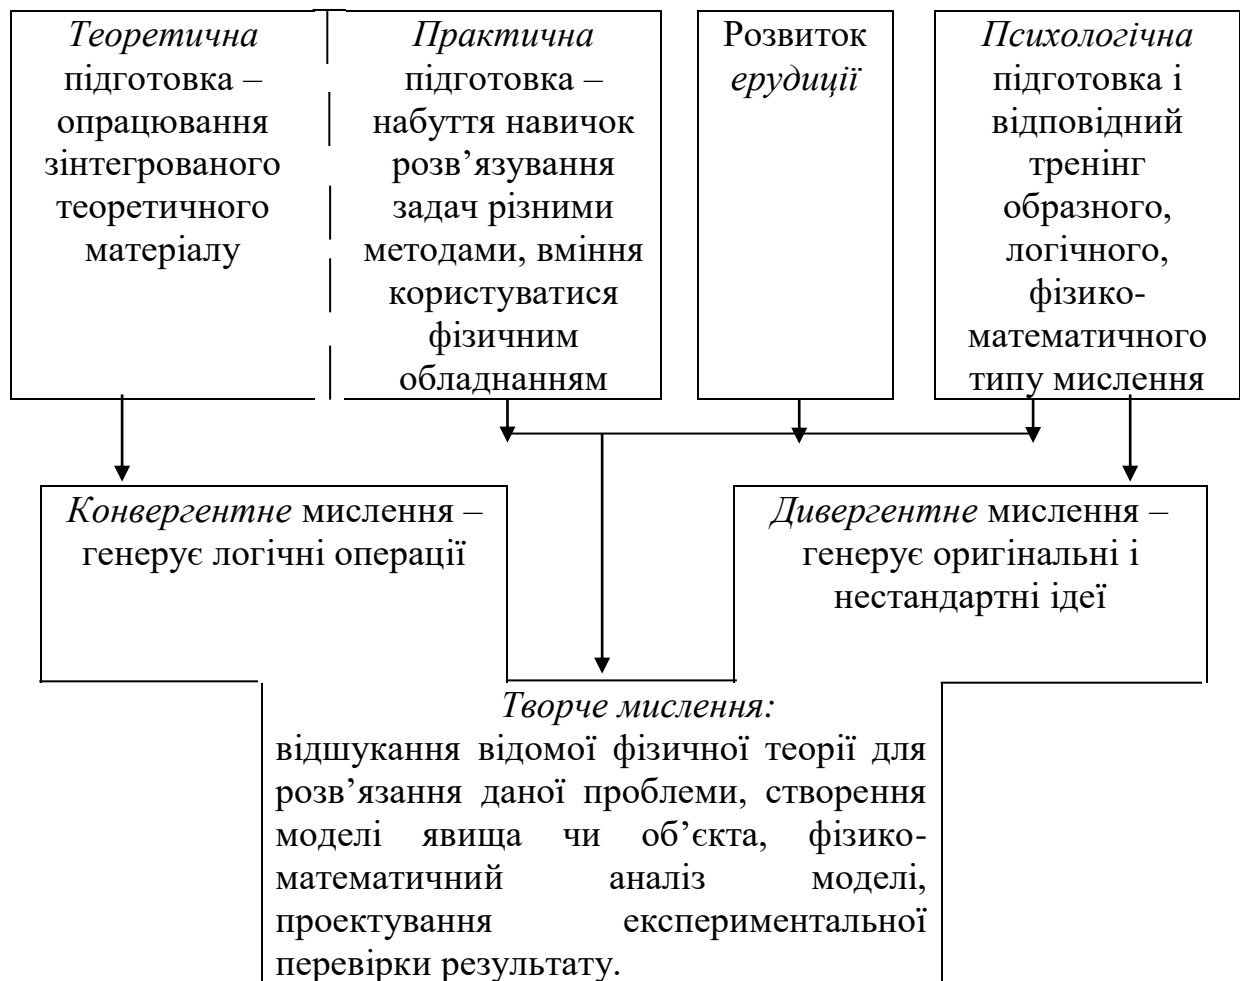 Теоретична
підготовка –
опрацювання
зінтегрованого
теоретичного
матеріалу
Практична
підготовка –
набуття навичок
розв’язування
задач різними
методами, вміння
користуватися
фізичним
обладнанням
Розвиток
ерудиції
Психологічна
підготовка і
відповідний
тренінг
образного,
логічного,
фізико-
математичного
типу мислення
Конвергентне мислення –
генерує логічні операції
Дивергентне мислення –
генерує оригінальні і
нестандартні ідеї
Творче мислення:
відшукання відомої фізичної теорії для
розв’язання даної проблеми, створення
моделі явища чи об’єкта, фізико-
математичний аналіз моделі,
проектування експериментальної
перевірки результату.